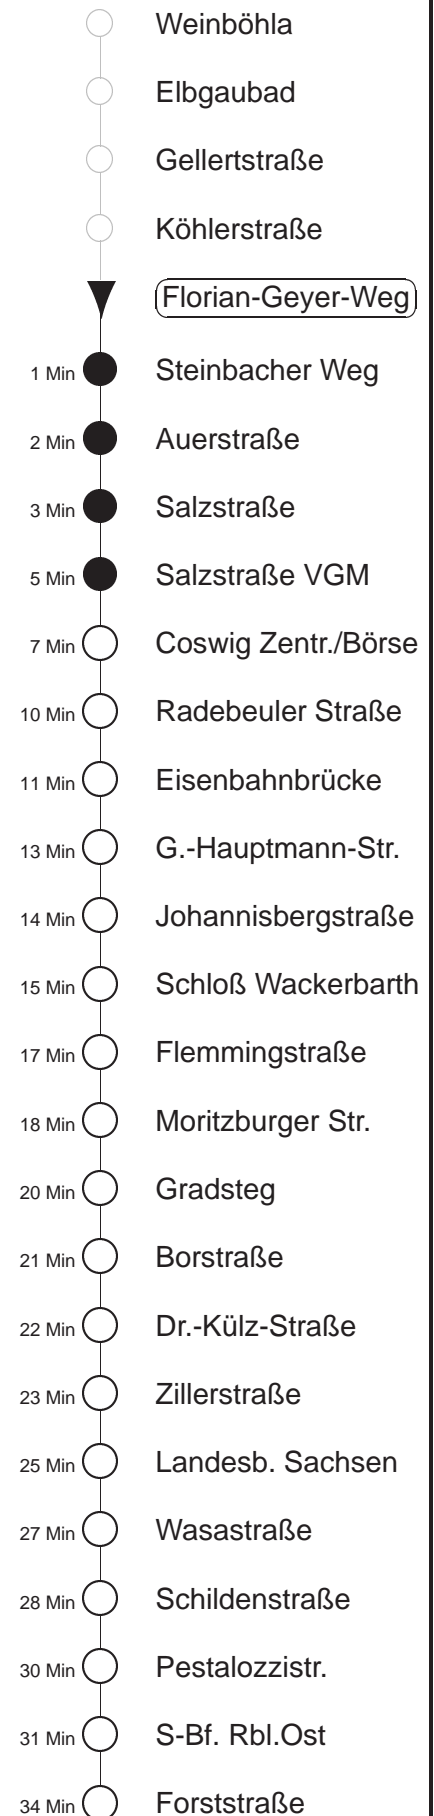 Weinböhla
Elbgaubad
Gellertstraße
Köhlerstraße
Florian-Geyer-Weg
1 Min Steinbacher Weg
2 Min Auerstraße
3 Min Salzstraße
5 Min Salzstraße VGM
7 Min Coswig Zentr./Börse
10 Min Radebeuler Straße
11 Min Eisenbahnbrücke
13 Min G.-Hauptmann-Str.
14 Min Johannisbergstraße
15 Min Schloß Wackerbarth
17 Min Flemmingstraße
18 Min Moritzburger Str.
20 Min Gradsteg
21 Min Borstraße
22 Min Dr.-Külz-Straße
23 Min Zillerstraße
25 Min Landesb. Sachsen
27 Min Wasastraße
28 Min Schildenstraße
30 Min Pestalozzistr.
31 Min S-Bf. Rbl.Ost
34 Min Forststraße